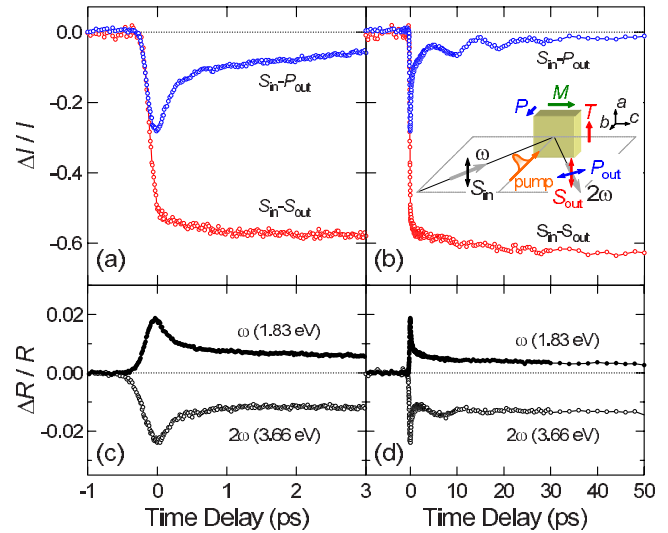 0.0
-0.2
-0.4
-0.6
ΔI / I
S_in-P_out
S_in-S_out
(a)
S_in-P_out
M
P
T
a
b
c
ω
S_in
pump
P_out
S_out
2ω
S_in-S_out
(b)
0.02
0.00
-0.02
ΔR / R
ω (1.83 eV)
2ω (3.66 eV)
(c)
ω (1.83 eV)
2ω (3.66 eV)
(d)
-1 0 1 2 3
0 10 20 30 40 50
Time Delay (ps)
Time Delay (ps)